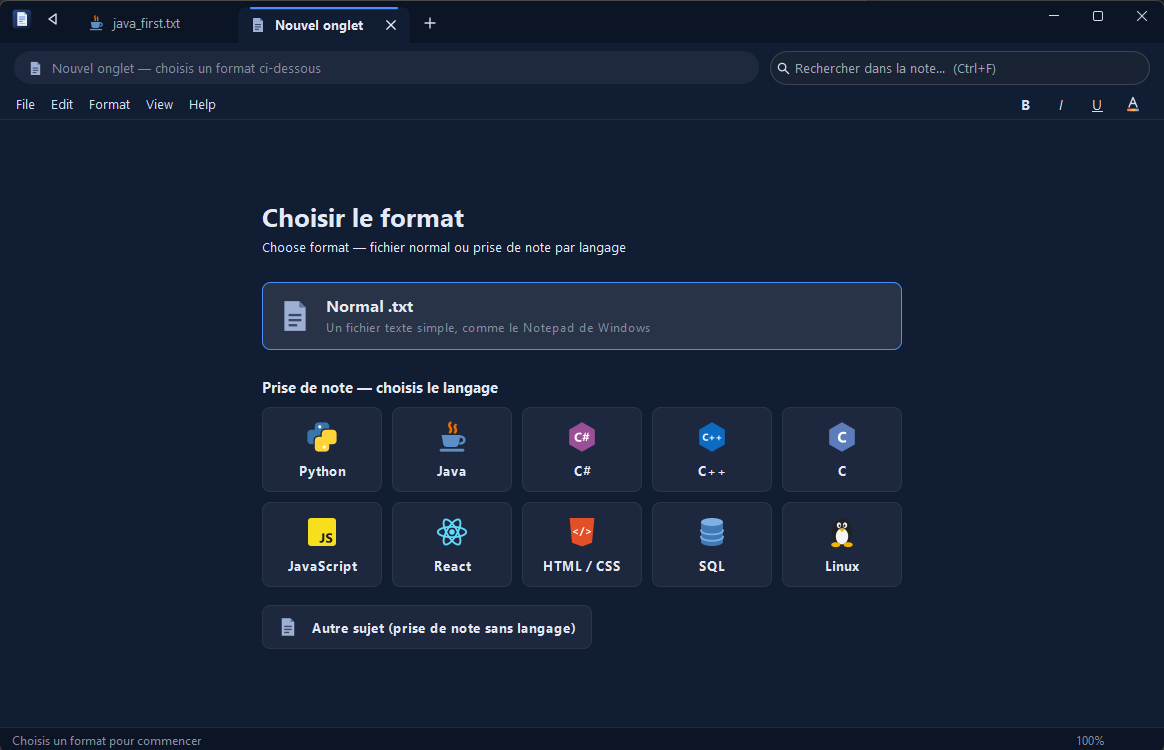 java_first.txt
Nouvel onglet
Nouvel onglet — choisis un format ci-dessous
Rechercher dans la note... (Ctrl+F)
File Edit Format View Help
B I U A
Choisir le format
Choose format — fichier normal ou prise de note par langage
Normal .txt
Un fichier texte simple, comme le Notepad de Windows
Prise de note — choisis le langage
C# C++ C
Python Java C# C++ C
JS </>
JavaScript React HTML / CSS SQL Linux
Autre sujet (prise de note sans langage)
Choisis un format pour commencer
100%